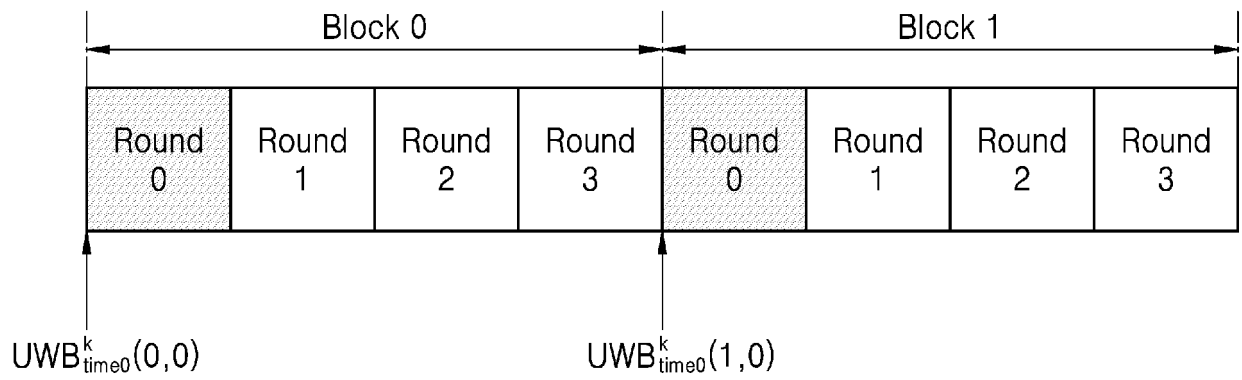 Block 0 Block 1
Round 0 Round 1 Round 2 Round 3 Round 0 Round 1 Round 2 Round 3
UWB^k_time0(0,0) UWB^k_time0(1,0)